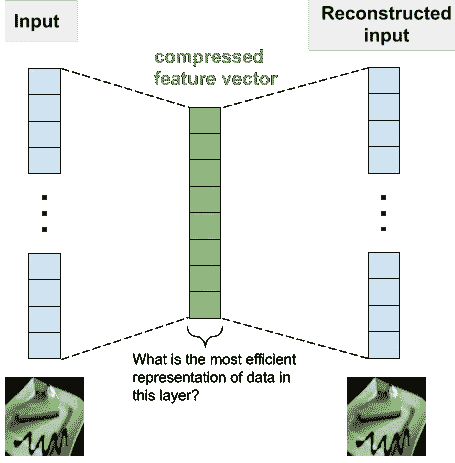 Input
Reconstructed
input
compressed
feature vector
What is the most efficient
representation of data in
this layer?